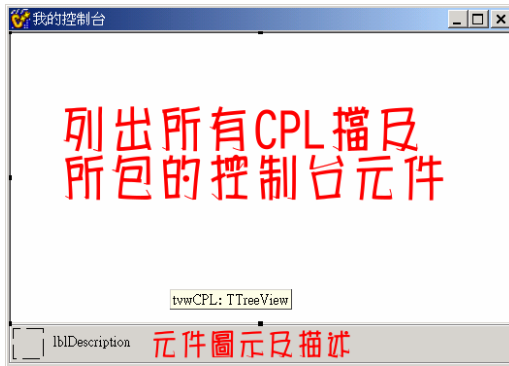 我的控制台
列出所有CPL檔及
所包的控制台元件
tvwCPL: TTreeView
lblDescription 元件圖示及描述